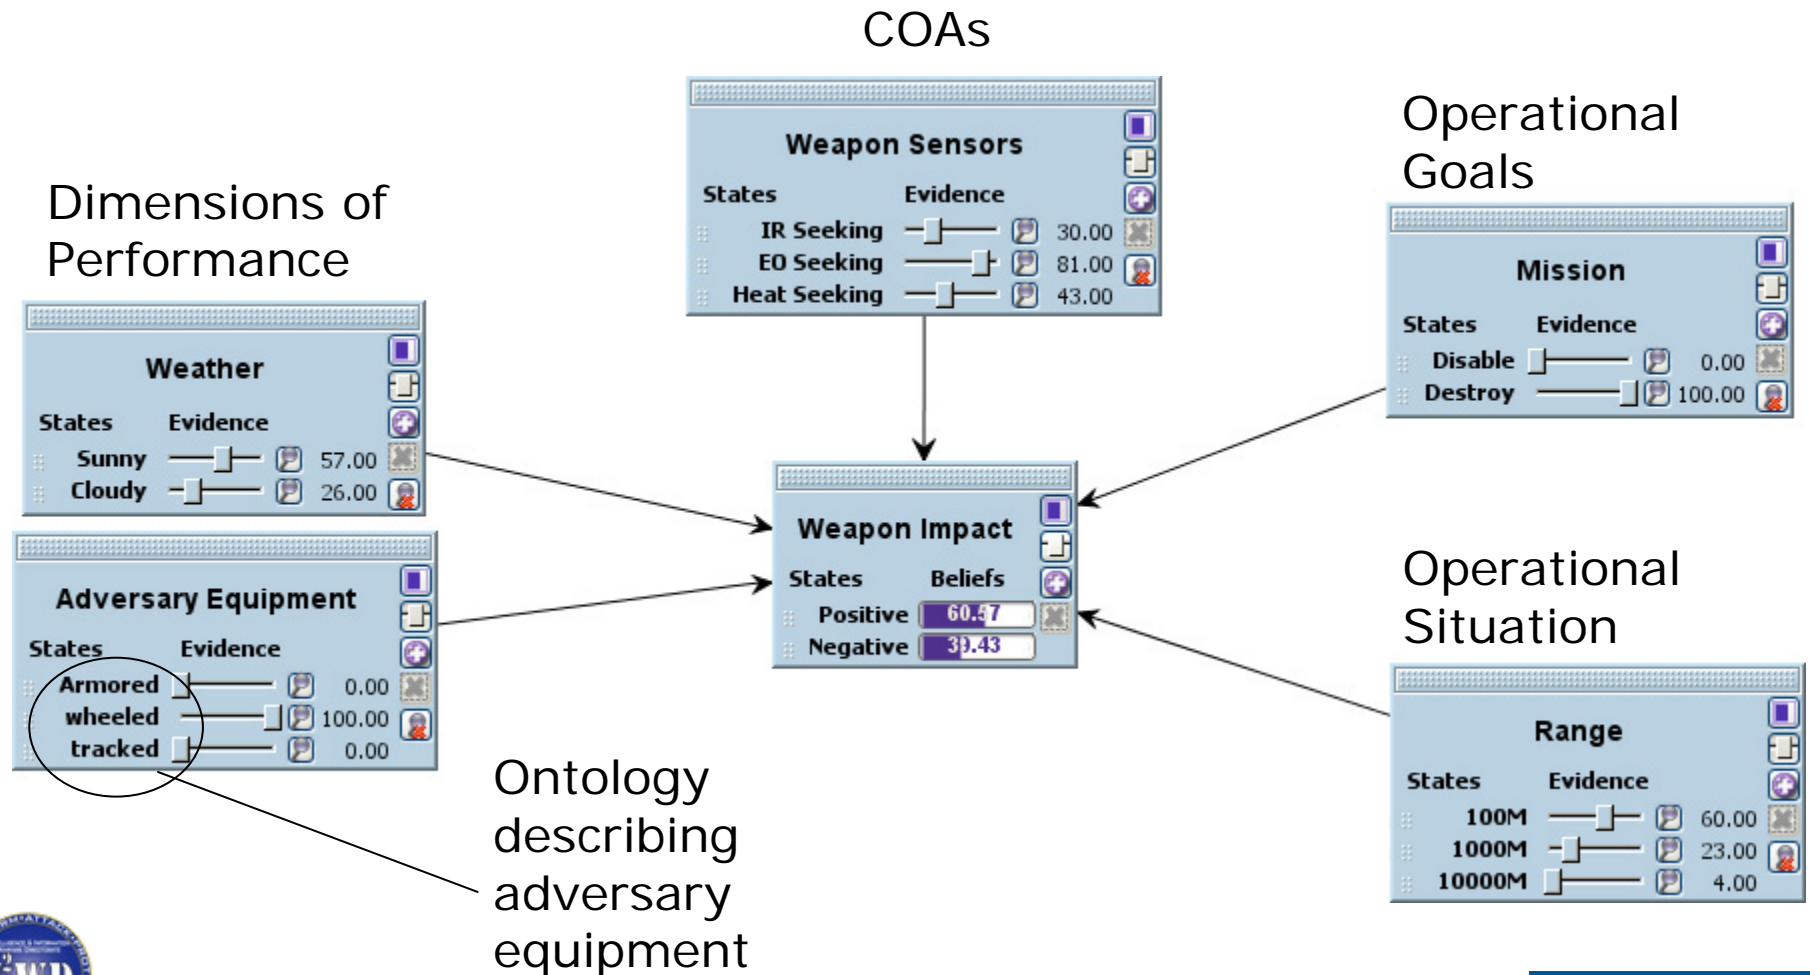 COAs
Weapon Sensors
States Evidence
IR Seeking 30.00
EO Seeking 81.00
Heat Seeking 43.00
Operational
Goals
Mission
States Evidence
Disable 0.00
Destroy 100.00
Dimensions of
Performance
Weather
States Evidence
Sunny 57.00
Cloudy 26.00
Adversary Equipment
States Evidence
Armored 0.00
wheeled 100.00
tracked 0.00
Weapon Impact
States Beliefs
Positive 60.57
Negative 39.43
Operational
Situation
Range
States Evidence
100M 60.00
1000M 23.00
10000M 4.00
Ontology
describing
adversary
equipment